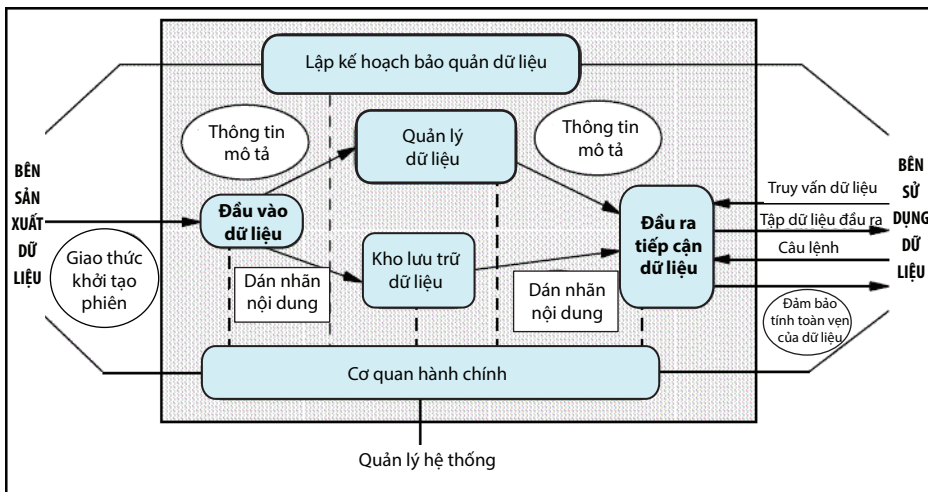 Lập kế hoạch bảo quản dữ liệu
Thông tin
mô tả
Quản lý
dữ liệu
Thông tin
mô tả
BÊN
SẢN
XUẤT
DỮ
LIỆU
Đầu vào
dữ liệu
Giao thức
khởi tạo
phiên
Dán nhãn
nội dung
Kho lưu trữ
dữ liệu
Dán nhãn
nội dung
Đầu ra
tiếp cận
dữ liệu
Truy vấn dữ liệu
Tập dữ liệu đầu ra
Câu lệnh
Đảm bảo
tính toàn vẹn
của dữ liệu
BÊN
SỬ
DỤNG
DỮ
LIỆU
Cơ quan hành chính
Quản lý hệ thống